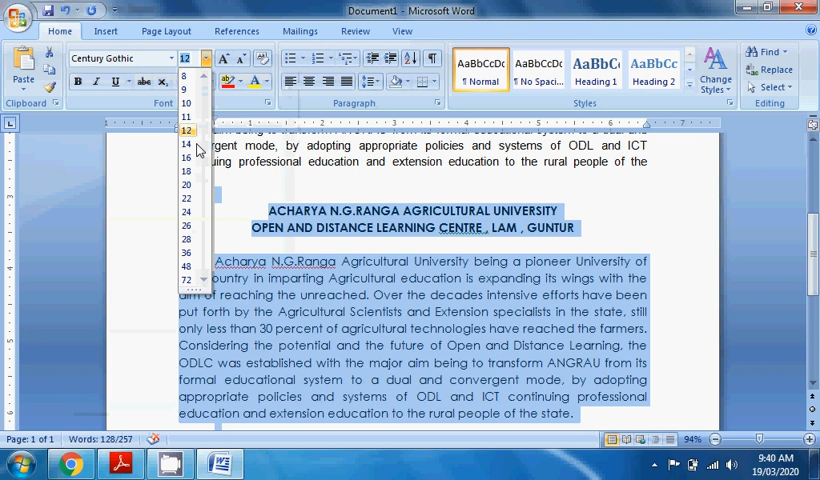 Document1 - Microsoft Word
Home Insert Page Layout References Mailings Review View
Paste
Clipboard
Century Gothic 12
B I U abc
8
9
10
11
12
14
16
18
20
22
24
26
28
36
48
72
Paragraph
AaBbCcDc AaBbCcDc AaBbC AaBbCc
¶ Normal ¶ No Spaci... Heading 1 Heading 2
Change Styles
Styles
Find
Replace
Select
Editing
1 2 3 4 5 6 7
mode, by adopting appropriate policies and systems of ODL and ICT
professional education and extension education to the rural people of the
ACHARYA N.G.RANGA AGRICULTURAL UNIVERSITY
OPEN AND DISTANCE LEARNING CENTRE , LAM , GUNTUR
Acharya N.G.Ranga Agricultural University being a pioneer University of
in imparting Agricultural education is expanding its wings with the
aim of reaching the unreached. Over the decades intensive efforts have been
put forth by the Agricultural Scientists and Extension specialists in the state, still
only less than 30 percent of agricultural technologies have reached the farmers.
Considering the potential and the future of Open and Distance Learning, the
ODLC was established with the major aim being to transform ANGRAU from its
formal educational system to a dual and convergent mode, by adopting
appropriate policies and systems of ODL and ICT continuing professional
education and extension education to the rural people of the state.
Page: 1 of 1 Words: 128/257 94%
9:40 AM
19/03/2020